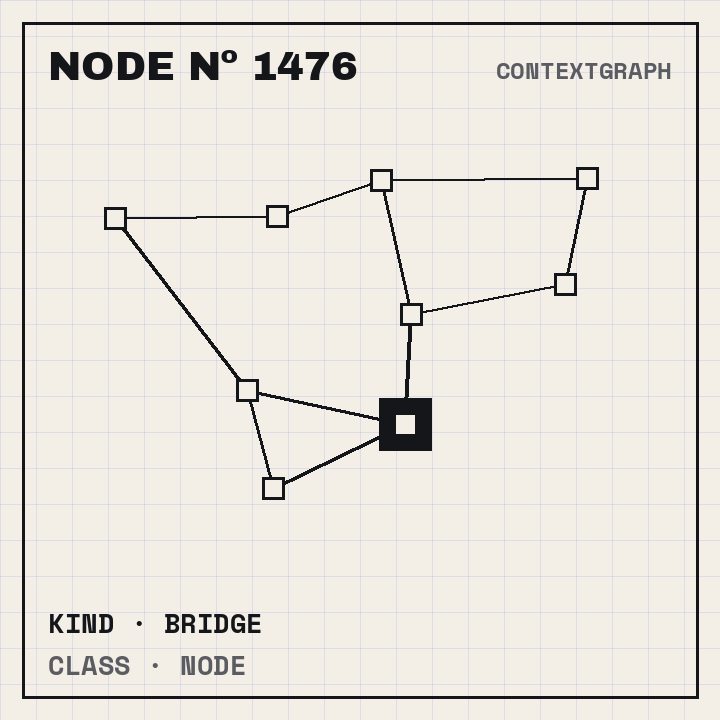 NODE Nº 1476
CONTEXTGRAPH
KIND · BRIDGE
CLASS · NODE